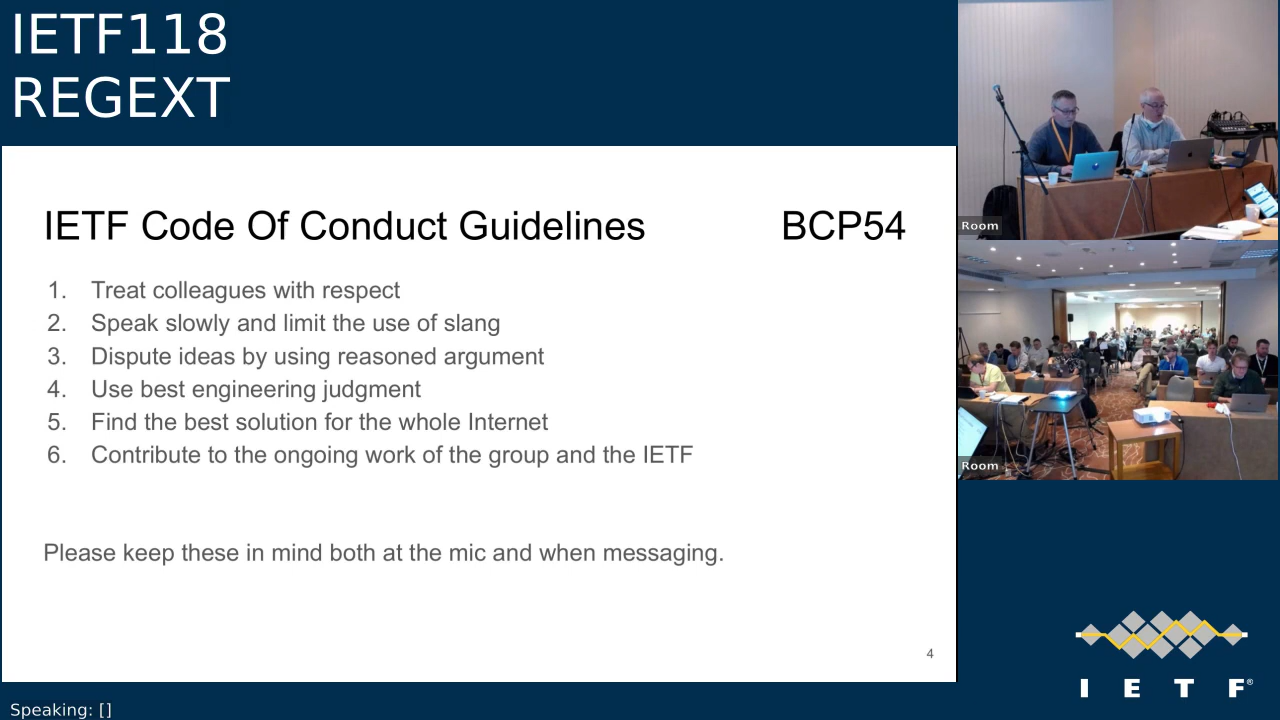 IETF118
REGEXT
IETF Code Of Conduct Guidelines BCP54
1. Treat colleagues with respect
2. Speak slowly and limit the use of slang
3. Dispute ideas by using reasoned argument
4. Use best engineering judgment
5. Find the best solution for the whole Internet
6. Contribute to the ongoing work of the group and the IETF
Please keep these in mind both at the mic and when messaging.
4
Room
Room
I E T F®
Speaking: []